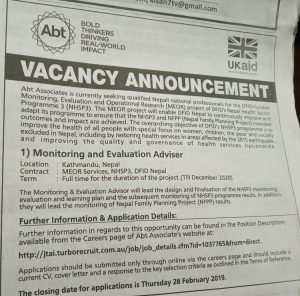 kisan7tv@gmail.com
Abt
BOLD
THINKERS
DRIVING
REAL-WORLD
IMPACT
UKaid
VACANCY ANNOUNCEMENT
Abt Associates is currently seeking qualified Nepali national professionals for the DFID-funded
Monitoring, Evaluation and Operational Research (MEOR) project of DFID's Nepal Health Sector
Programme 3 (NHSP3). The MEOR project will enable DFID Nepal to continually improve and
adapt its programme to ensure that the NHSP3 and NFPP (Nepal Family Planning Project) intended
outcomes and impact are achieved. The overarching objective of DFID's NHSP3 programme is to
improve the health of all people with special focus on women, children, the poor and socially
excluded in Nepal, including by restoring health services in areas affected by the 2015 earthquake
and improving the quality and governance of health services nationwide.
1) Monitoring and Evaluation Adviser
Location : Kathmandu, Nepal
Contract : MEOR Services, NHSP3, DFID Nepal
Term : Full time for the duration of the project (Till December 2020)
The Monitoring & Evaluation Advisor will lead the design and finalisation of the NHSP3 monitoring,
evaluation and learning plan and the subsequent monitoring of NHSP3 programme results. In addition,
they will lead the monitoring of Nepal Family Planning Project (NFPP) results.
Further Information & Application Details:
Further information in regards to this opportunity can be found in the Position Description
available from the Careers page of Abt Associate's website at:
http://jtai.turborecruit.com.au/job/job_details.cfm?id=1037765&from=direct.
Applications should be submitted only through online via the careers page and should include a
current CV, cover letter and a response to the key selection criteria as outlined in the Terms of Reference.
The closing date for applications is Thursday 28 February 2019.